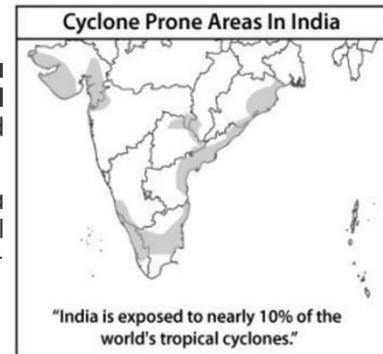 Cyclone Prone Areas In India
"India is exposed to nearly 10% of the
world's tropical cyclones."